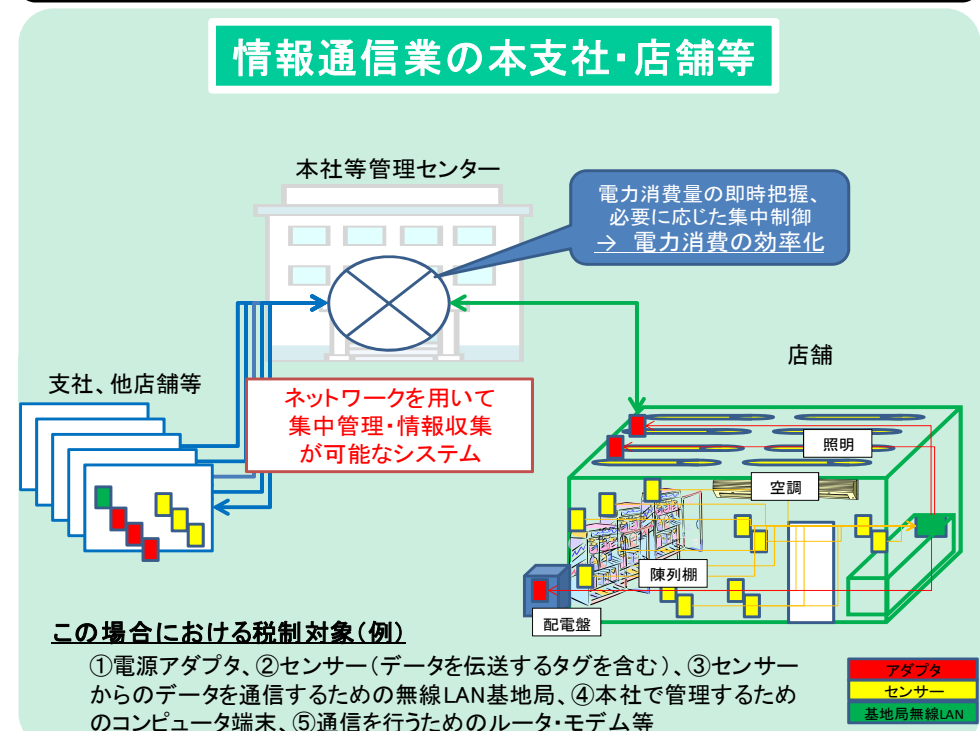 情報通信業の本支社・店舗等
本社等管理センター
電力消費量の即時把握、
必要に応じた集中制御
→ 電力消費の効率化
店舗
支社、他店舗等
ネットワークを用いて
集中管理・情報収集
が可能なシステム
照明
空調
陳列棚
配電盤
この場合における税制対象(例)
①電源アダプタ、②センサー(データを伝送するタグを含む)、③センサー
からのデータを通信するための無線LAN基地局、④本社で管理するため
のコンピュータ端末、⑤通信を行うためのルータ・モデム等
アダプタ
センサー
基地局無線LAN